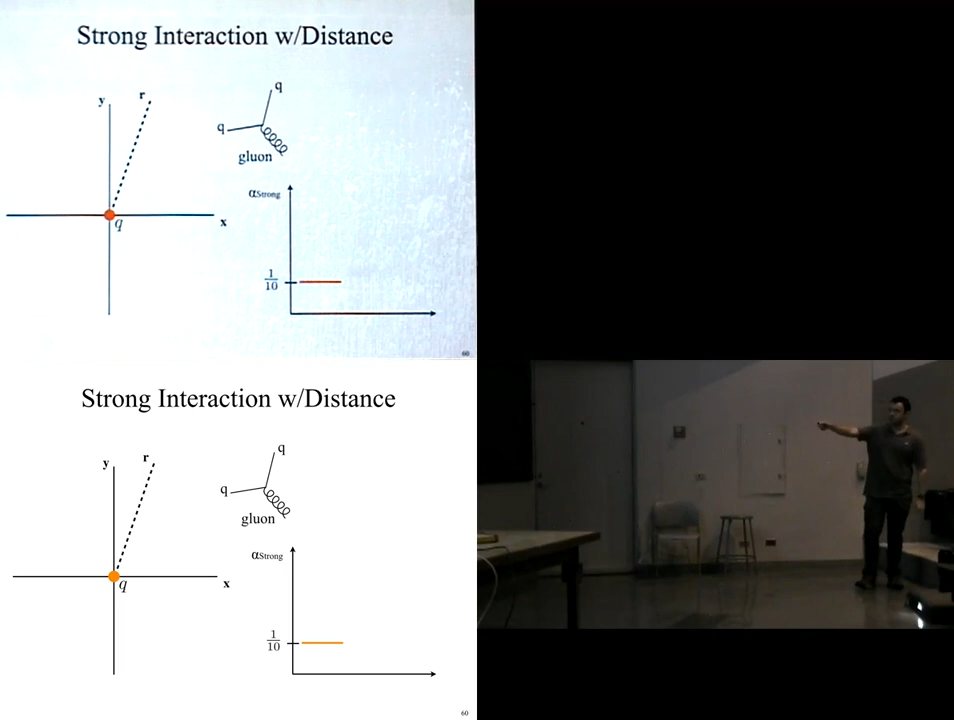 Strong Interaction w/Distance
y
r
q
q
gluon
αStrong
q
x
1
10
60
Strong Interaction w/Distance
y
r
q
q
gluon
αStrong
q
x
1
10
60